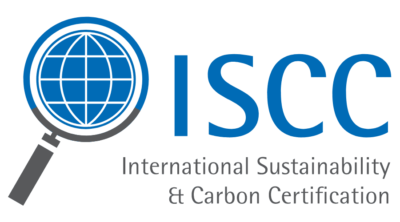 ISCC
International Sustainability
& Carbon Certification